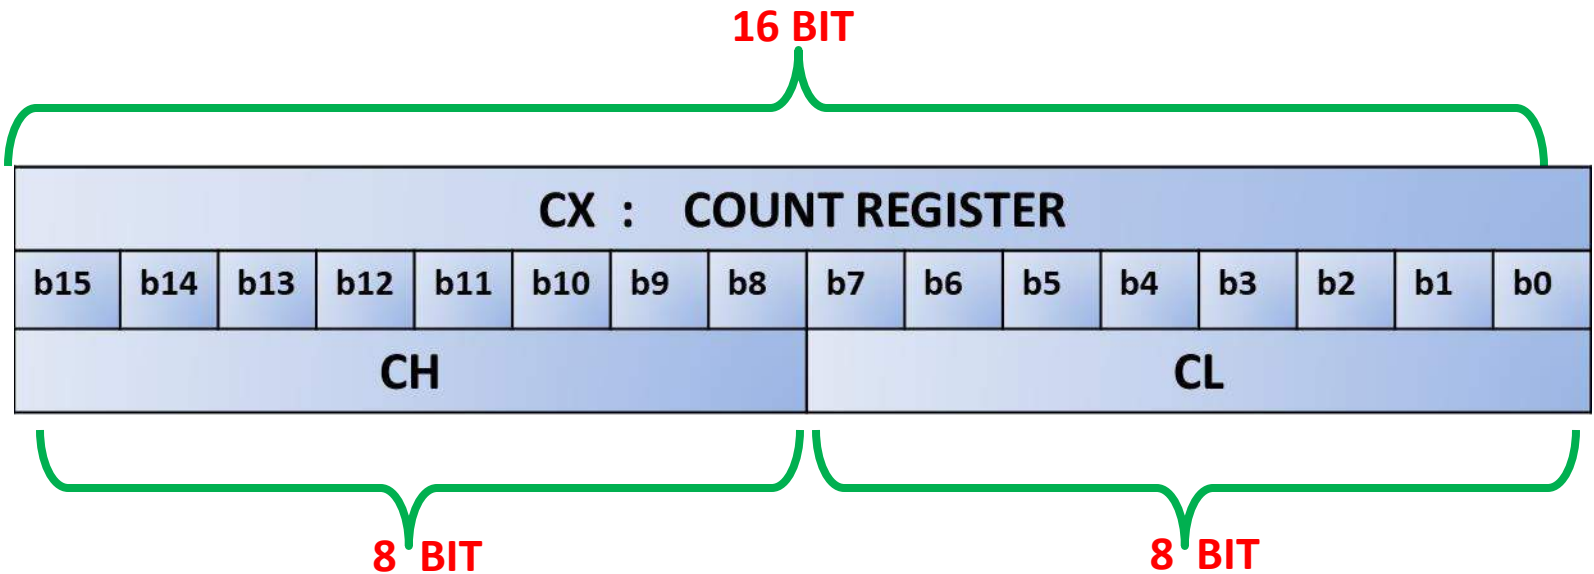 16 BIT
CX : COUNT REGISTER
b15 b14 b13 b12 b11 b10 b9 b8 b7 b6 b5 b4 b3 b2 b1 b0
CH CL
8 BIT 8 BIT